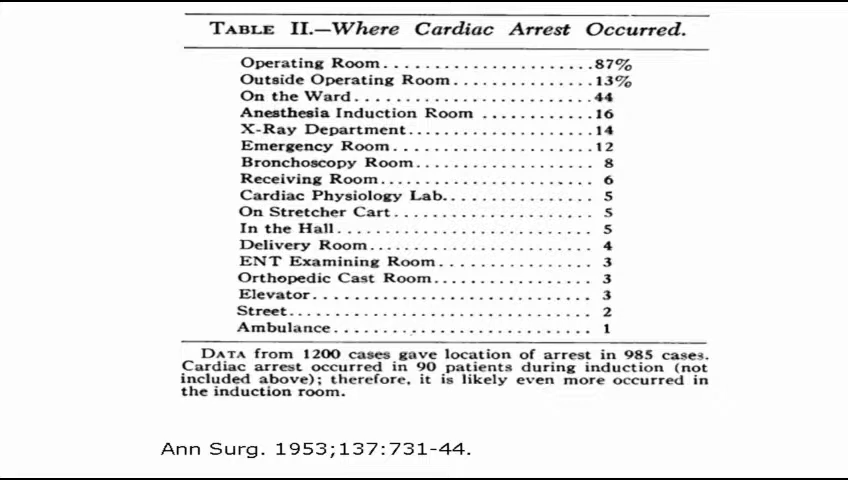 TABLE II.—Where Cardiac Arrest Occurred.
Operating Room.....................87%
Outside Operating Room..............13%
On the Ward........................44
Anesthesia Induction Room ...........16
X-Ray Department...................14
Emergency Room....................12
Bronchoscopy Room................. 8
Receiving Room.................... 6
Cardiac Physiology Lab.............. 5
On Stretcher Cart................... 5
In the Hall........................ 5
Delivery Room..................... 4
ENT Examining Room............... 3
Orthopedic Cast Room............... 3
Elevator........................... 3
Street............................. 2
Ambulance......................... 1
DATA from 1200 cases gave location of arrest in 985 cases.
Cardiac arrest occurred in 90 patients during induction (not
included above); therefore, it is likely even more occurred in
the induction room.
Ann Surg. 1953;137:731-44.